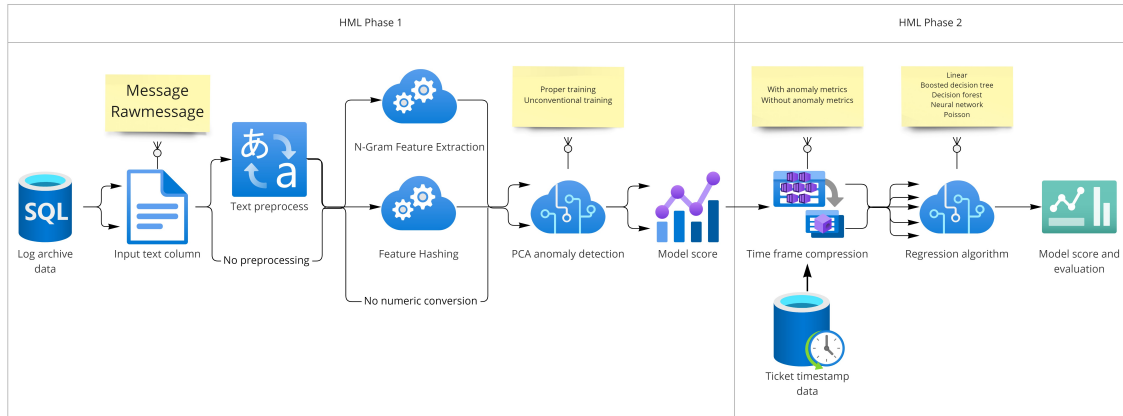 HML Phase 1
HML Phase 2
Message
Rawmessage
Proper training
Unconventional training
With anomaly metrics
Without anomaly metrics
Linear
Boosted decision tree
Decision forest
Neural network
Poisson
あ
a
SQL
N-Gram Feature Extraction
Text preprocess
Log archive
data
Input text column
No preprocessing
Feature Hashing
No numeric conversion
PCA anomaly detection
Model score
Time frame compression
Regression algorithm
Model score and
evaluation
Ticket timestamp
data